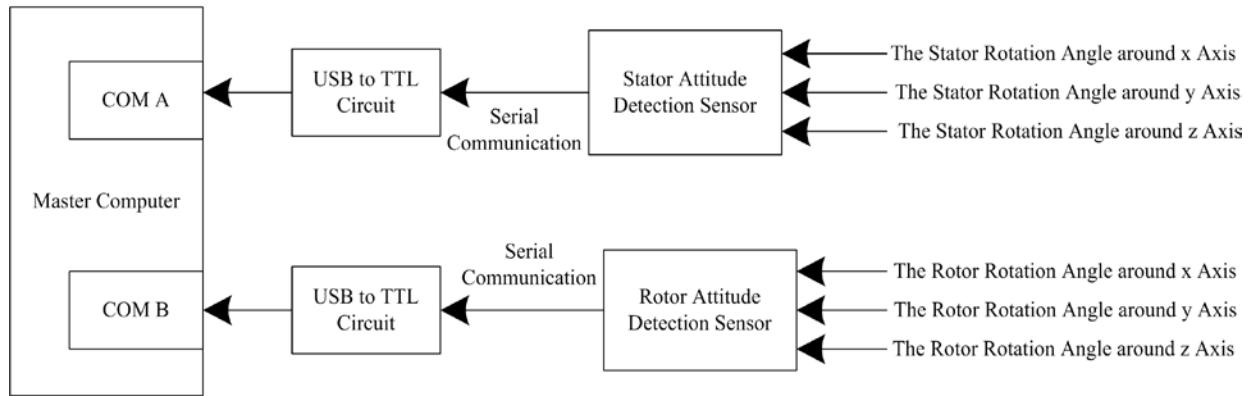 Master Computer
COM A
USB to TTL
Circuit
Serial
Communication
Stator Attitude
Detection Sensor
The Stator Rotation Angle around x Axis
The Stator Rotation Angle around y Axis
The Stator Rotation Angle around z Axis
COM B
USB to TTL
Circuit
Serial
Communication
Rotor Attitude
Detection Sensor
The Rotor Rotation Angle around x Axis
The Rotor Rotation Angle around y Axis
The Rotor Rotation Angle around z Axis